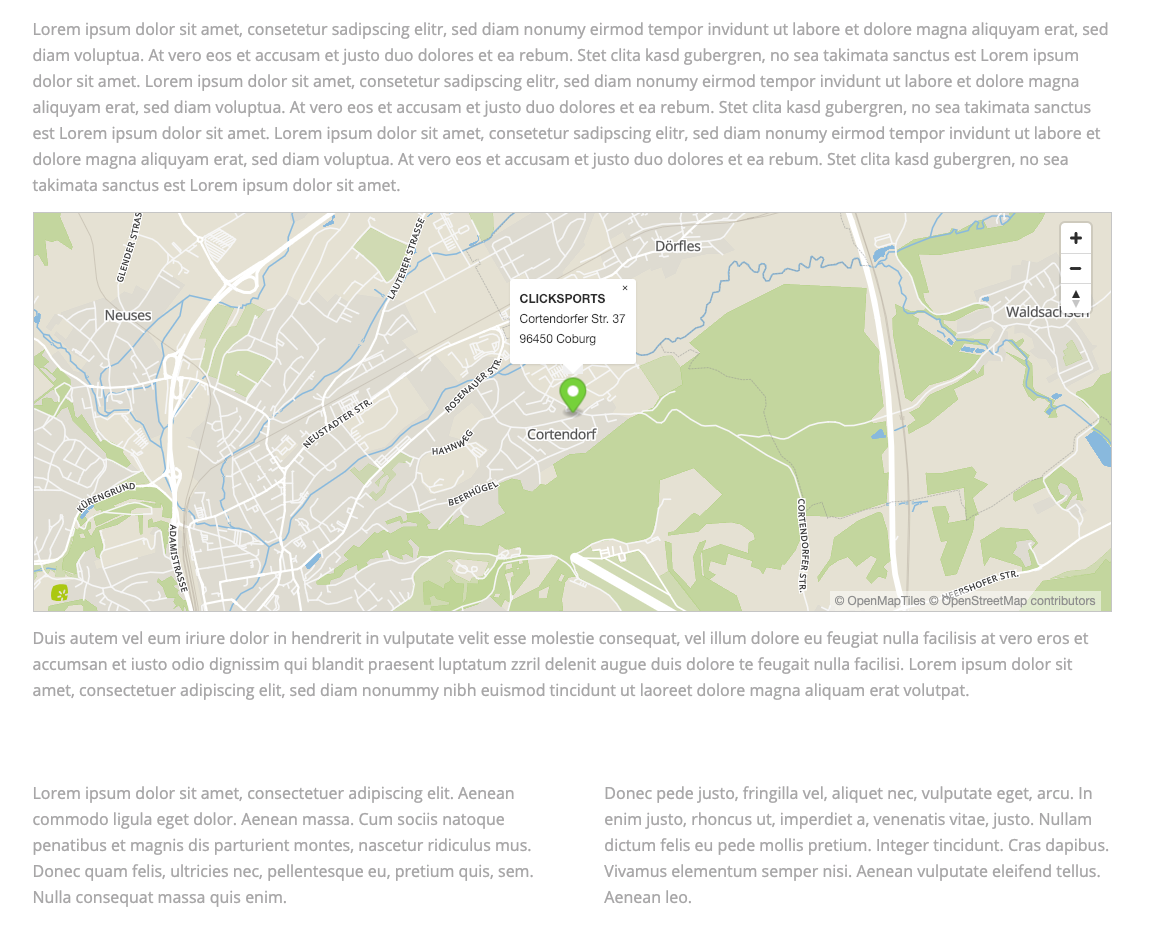 Lorem ipsum dolor sit amet, consetetur sadipscing elitr, sed diam nonumy eirmod tempor invidunt ut labore et dolore magna aliquyam erat, sed
diam voluptua. At vero eos et accusam et justo duo dolores et ea rebum. Stet clita kasd gubergren, no sea takimata sanctus est Lorem ipsum
dolor sit amet. Lorem ipsum dolor sit amet, consetetur sadipscing elitr, sed diam nonumy eirmod tempor invidunt ut labore et dolore magna
aliquyam erat, sed diam voluptua. At vero eos et accusam et justo duo dolores et ea rebum. Stet clita kasd gubergren, no sea takimata sanctus
est Lorem ipsum dolor sit amet. Lorem ipsum dolor sit amet, consetetur sadipscing elitr, sed diam nonumy eirmod tempor invidunt ut labore et
dolore magna aliquyam erat, sed diam voluptua. At vero eos et accusam et justo duo dolores et ea rebum. Stet clita kasd gubergren, no sea
takimata sanctus est Lorem ipsum dolor sit amet.
GLENDER STRAS
LAUTERER STRASSE
Dörfles
CLICKSPORTS
Cortendorfer Str. 37
96450 Coburg
Neuses
Waldsachsen
ROSENAUER STR.
NEUSTADTER STR.
HAHNWEG
Cortendorf
BEERHÜGEL
KÜRENGRUND
ADAMISTRASSE
CORTENDORFER STR.
EERSHOFER STR.
© OpenMapTiles © OpenStreetMap contributors
Duis autem vel eum iriure dolor in hendrerit in vulputate velit esse molestie consequat, vel illum dolore eu feugiat nulla facilisis at vero eros et
accumsan et iusto odio dignissim qui blandit praesent luptatum zzril delenit augue duis dolore te feugait nulla facilisi. Lorem ipsum dolor sit
amet, consectetuer adipiscing elit, sed diam nonummy nibh euismod tincidunt ut laoreet dolore magna aliquam erat volutpat.
Lorem ipsum dolor sit amet, consectetuer adipiscing elit. Aenean
commodo ligula eget dolor. Aenean massa. Cum sociis natoque
penatibus et magnis dis parturient montes, nascetur ridiculus mus.
Donec quam felis, ultricies nec, pellentesque eu, pretium quis, sem.
Nulla consequat massa quis enim.
Donec pede justo, fringilla vel, aliquet nec, vulputate eget, arcu. In
enim justo, rhoncus ut, imperdiet a, venenatis vitae, justo. Nullam
dictum felis eu pede mollis pretium. Integer tincidunt. Cras dapibus.
Vivamus elementum semper nisi. Aenean vulputate eleifend tellus.
Aenean leo.